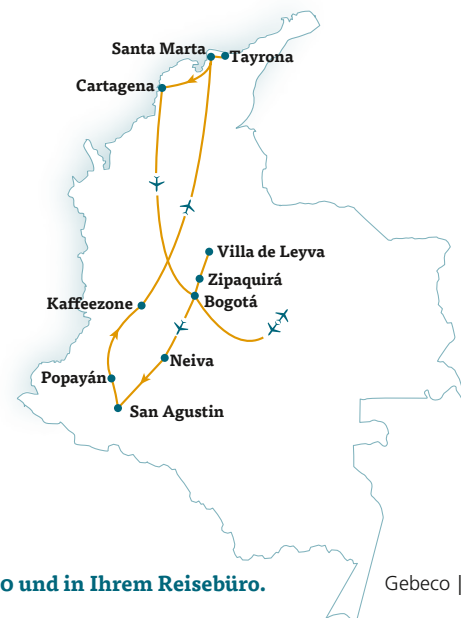 Santa Marta
Tayrona
Cartagena
Villa de Leyva
Zipaquirá
Bogotá
Kaffeezone
Neiva
Popayán
San Agustin
0 und in Ihrem Reisebüro.
Gebeco |